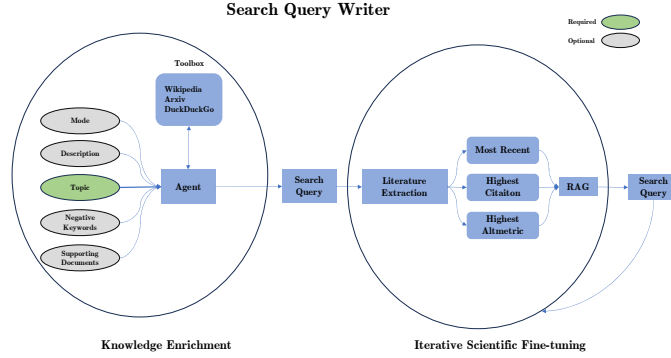 Search Query Writer
Required
Optional
Toolbox
Wikipedia
Arxiv
DuckDuckGo
Mode
Description
Topic
Negative
Keywords
Supporting
Documents
Agent
Search
Query
Literature
Extraction
Most Recent
Highest
Citaiton
Highest
Altmetric
RAG
Search
Query
Knowledge Enrichment
Iterative Scientific Fine-tuning